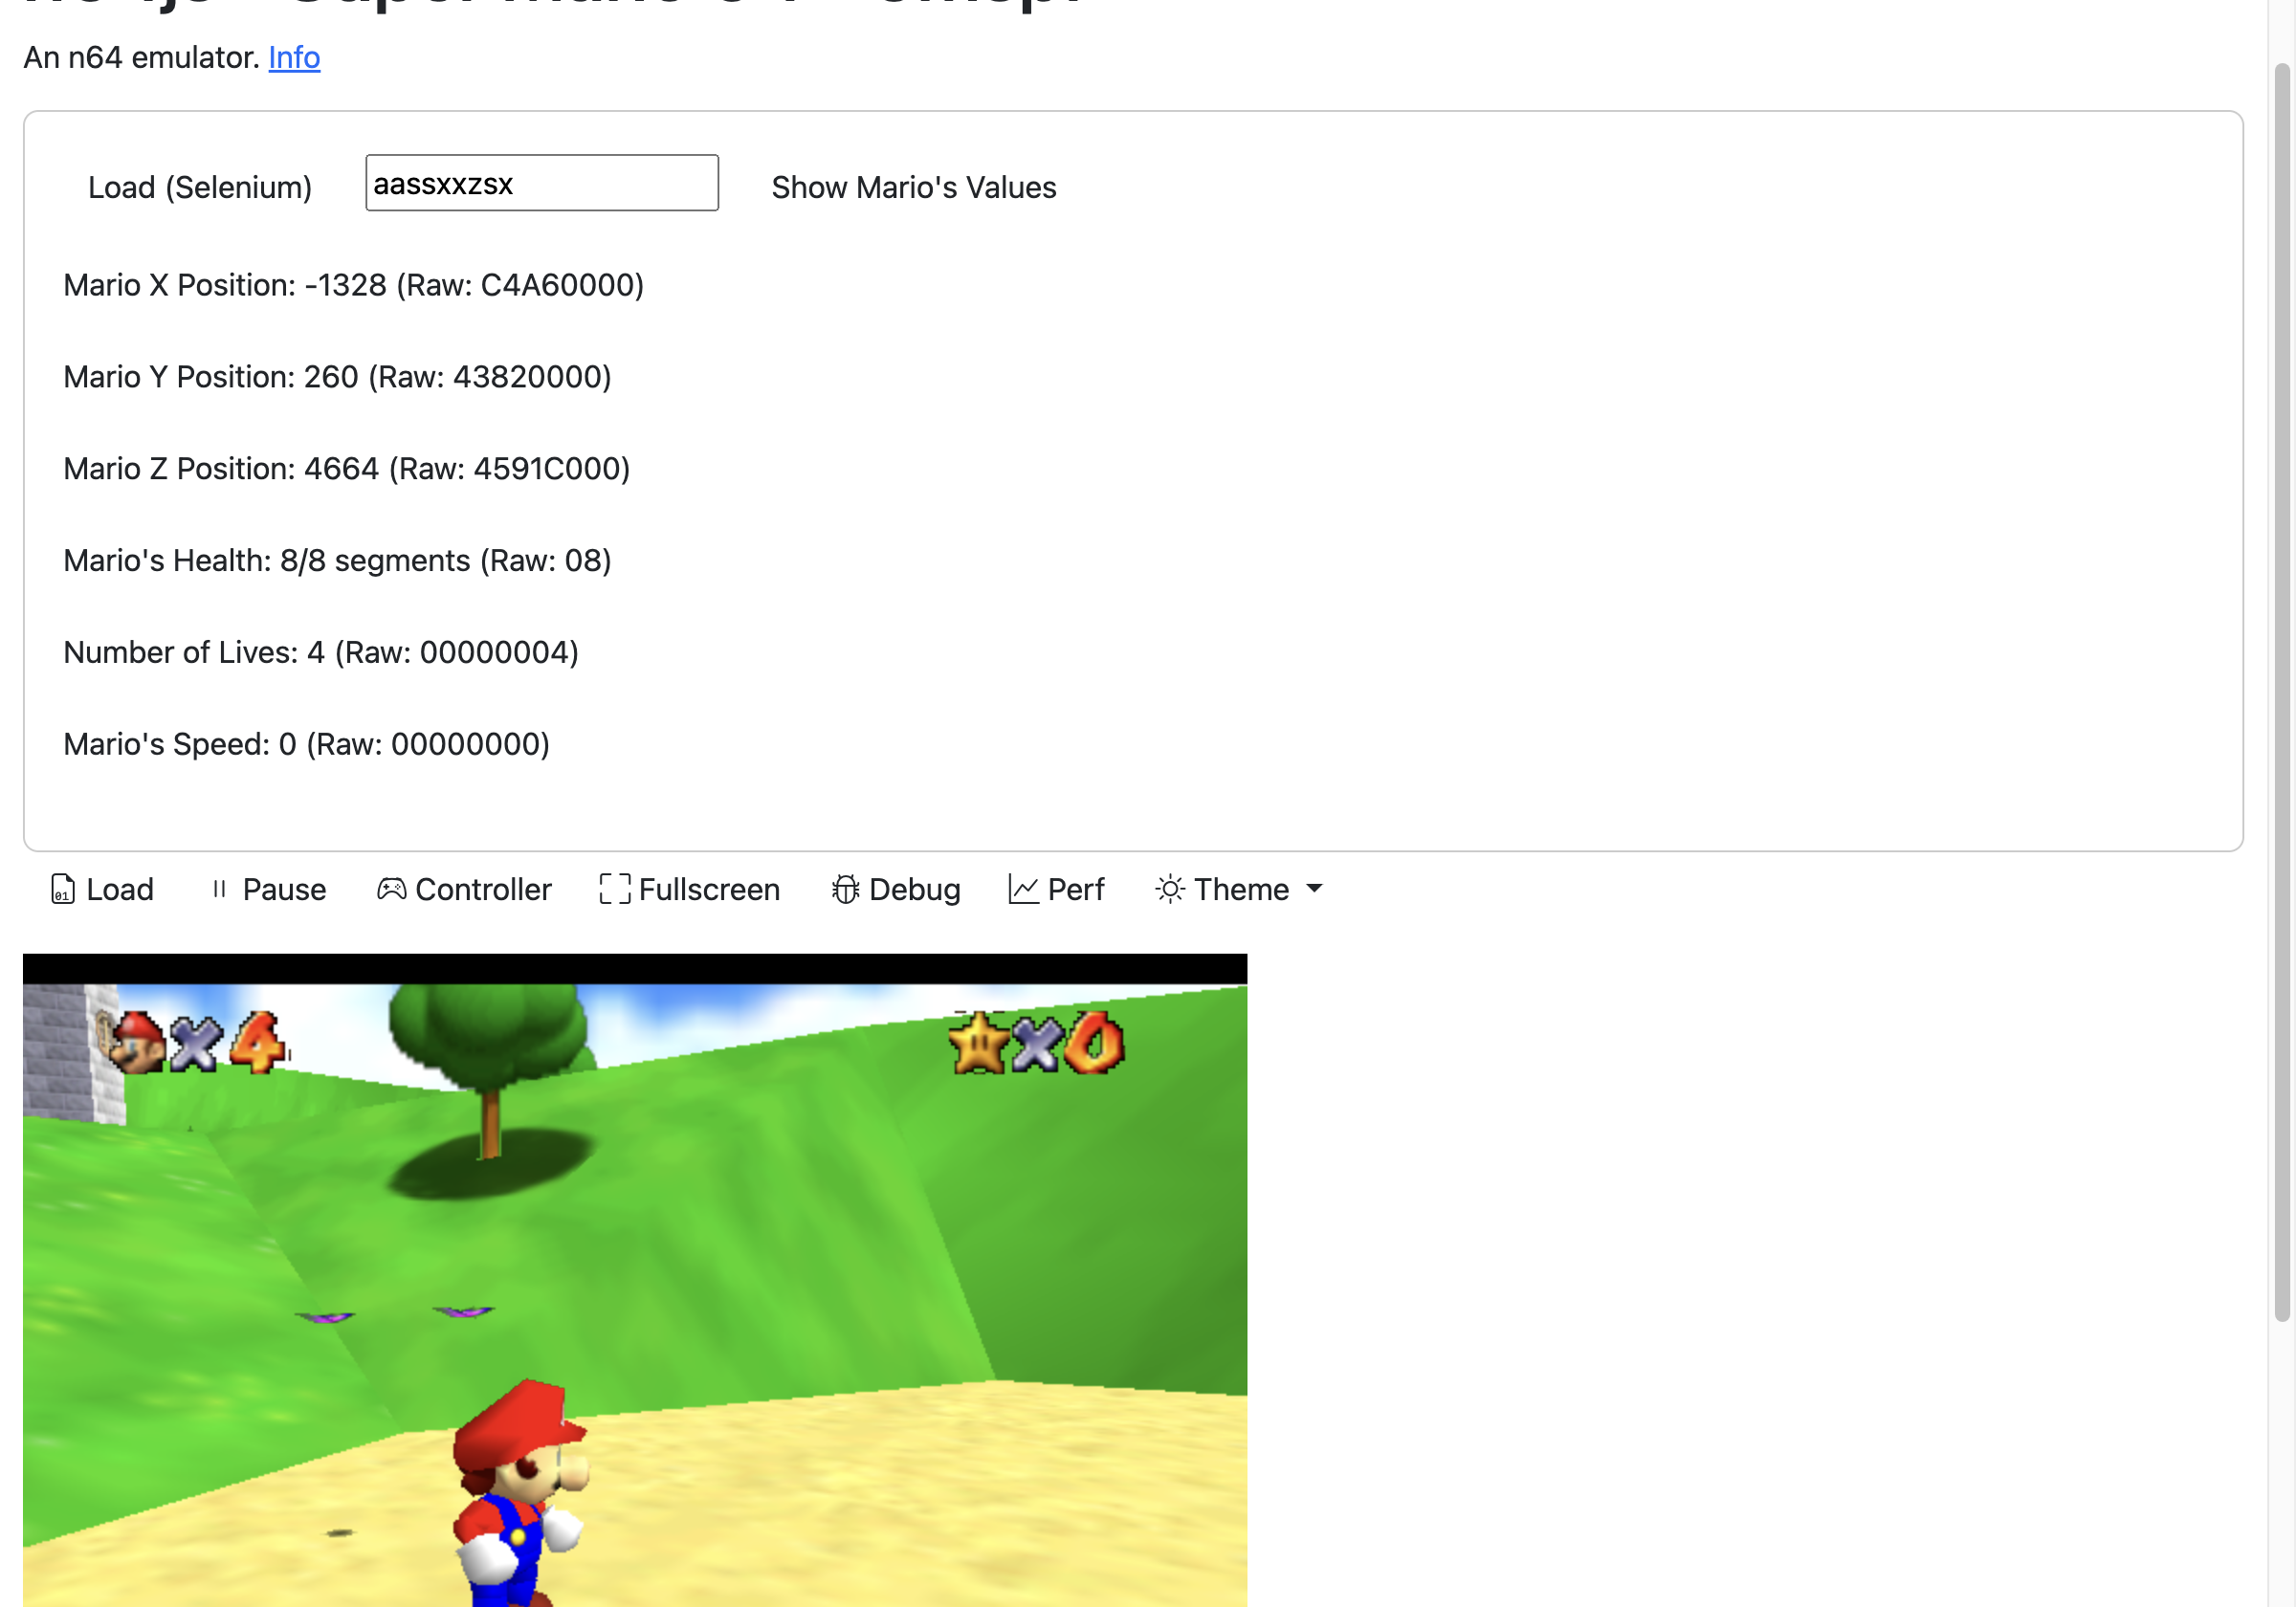 An n64 emulator. Info
Load (Selenium) aassxxzsx Show Mario's Values
Mario X Position: -1328 (Raw: C4A60000)
Mario Y Position: 260 (Raw: 43820000)
Mario Z Position: 4664 (Raw: 4591C000)
Mario's Health: 8/8 segments (Raw: 08)
Number of Lives: 4 (Raw: 00000004)
Mario's Speed: 0 (Raw: 00000000)
Load Pause Controller Fullscreen Debug Perf Theme
×4 ×0